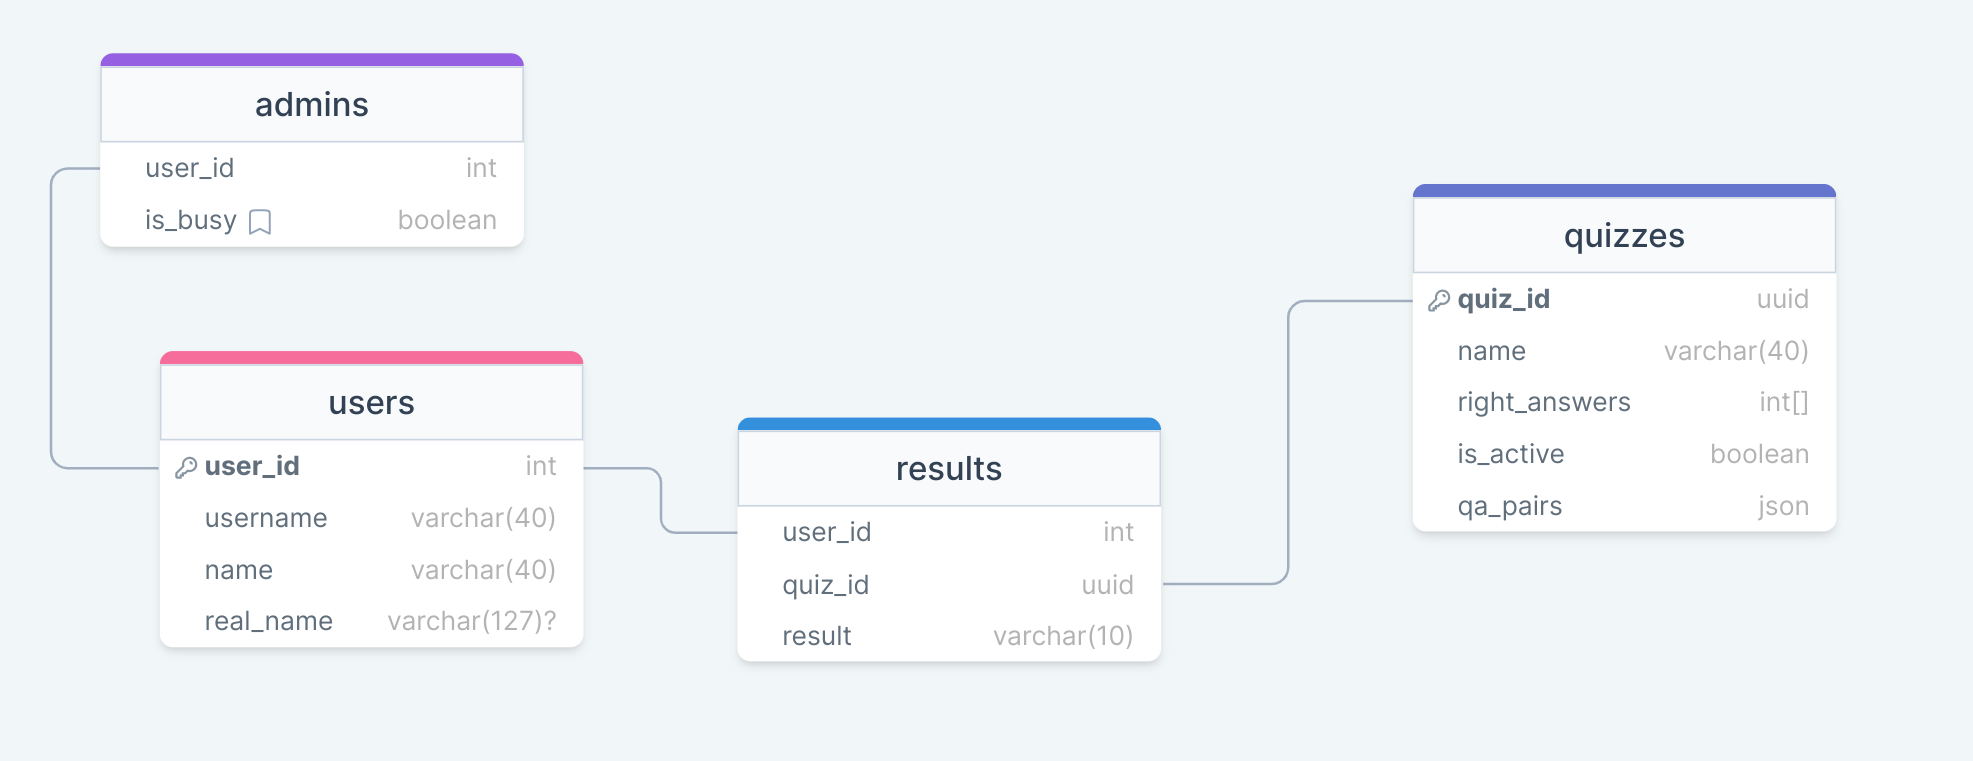 admins
user_id int
is_busy boolean
users
user_id int
username varchar(40)
name varchar(40)
real_name varchar(127)?
results
user_id int
quiz_id uuid
result varchar(10)
quizzes
quiz_id uuid
name varchar(40)
right_answers int[]
is_active boolean
qa_pairs json